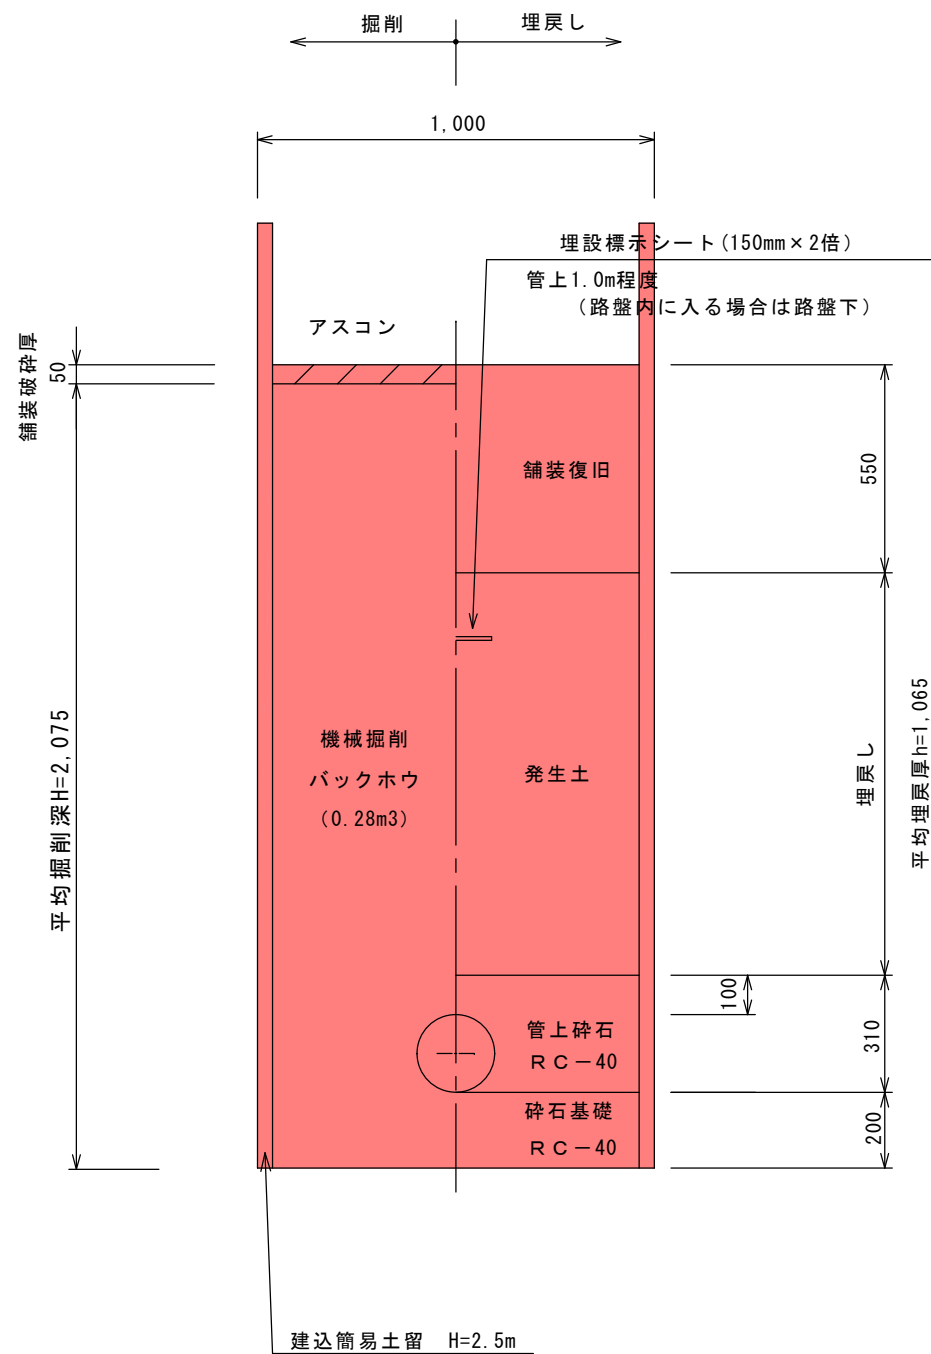 掘削
埋戻し
1,000
埋設標示シート(150mm×2倍)
管上1.0m程度
(路盤内に入る場合は路盤下)
アスコン
舗装破砕厚
50
舗装復旧
550
平均掘削深H=2,075
機械掘削
バックホウ
(0.28m3)
発生土
埋戻し
平均埋戻厚h=1,065
100
管上砕石
RC-40
310
砕石基礎
RC-40
200
建込簡易土留 H=2.5m